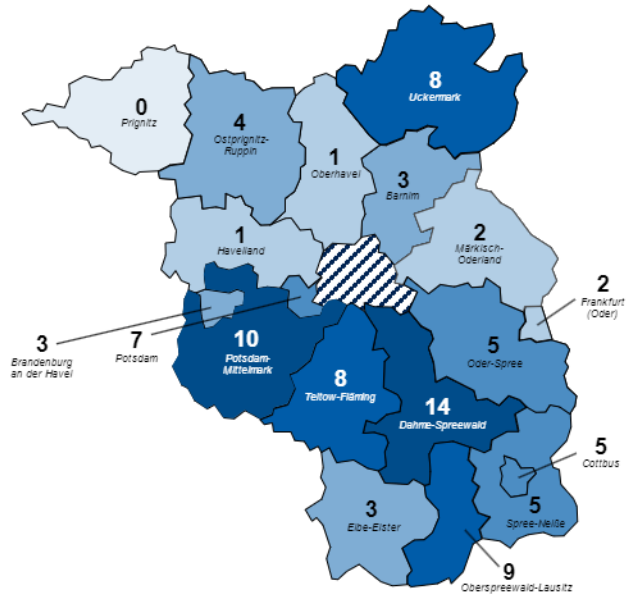 8
Uckermark
0
Prignitz
4
Ostprignitz-
Ruppin
1
Oberhavel
3
Barnim
1
Havelland
2
Märkisch-
Oderland
2
Frankfurt
(Oder)
3
Brandenburg
an der Havel
7
Potsdam
10
Potsdam-
Mittelmark
8
Teltow-Fläming
14
Dahme-Spreewald
5
Oder-Spree
5
Cottbus
5
Spree-Neiße
3
Elbe-Elster
9
Oberspreewald-Lausitz